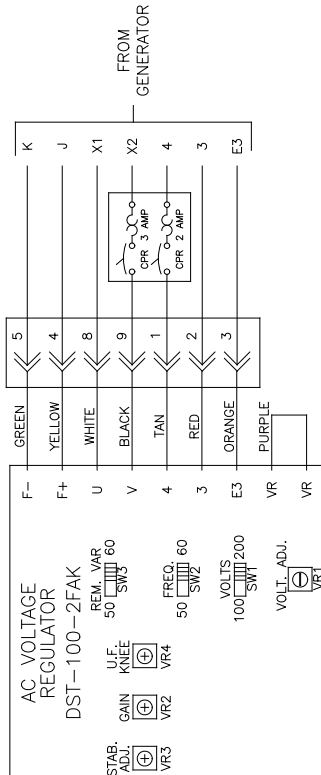 AC VOLTAGE
REGULATOR
DST-100-2FAK
STAB.
ADJ.
VR3
GAIN
VR2
U.F.
KNEE
VR4
REM. VAR
50 60
SW3
FREQ.
50 60
SW2
VOLTS
100 200
SW1
VOLT. ADJ.
VR1
F- GREEN 5 K
F+ YELLOW 4 J
U WHITE 8 X1
V BLACK 9 CPR 3 AMP X2
4 TAN 1 CPR 2 AMP 4
3 RED 2 3
E3 ORANGE 3 E3
VR PURPLE
VR
FROM
GENERATOR